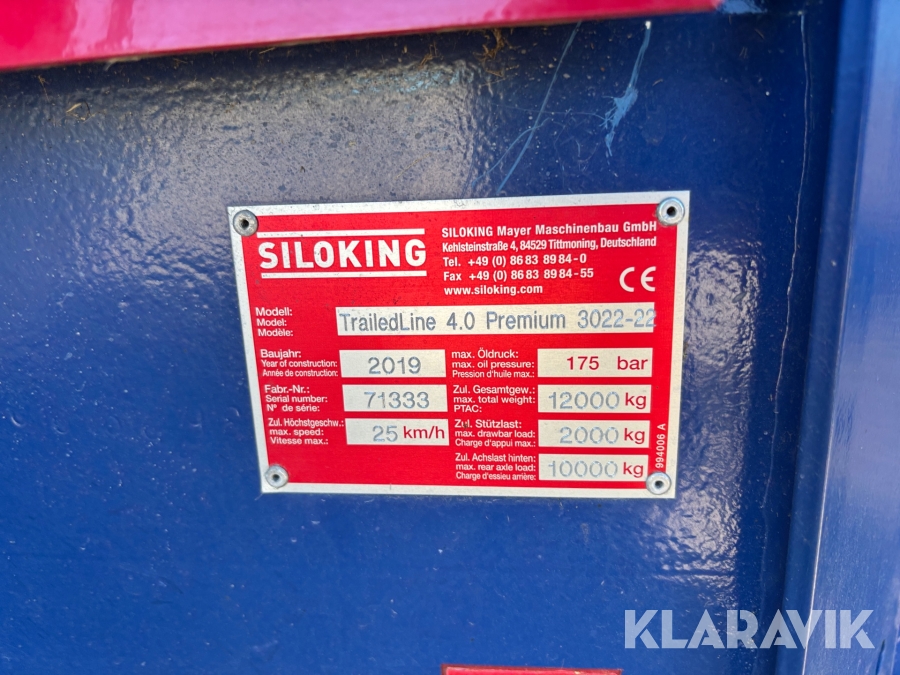 SILOKING
SILOKING Mayer Maschinenbau GmbH
Kehlsteinstraße 4, 84529 Tittmoning, Deutschland
Tel. +49 (0) 86 83 89 84-0
Fax +49 (0) 86 83 89 84-55
www.siloking.com
CE
Modell:
Model:
Modèle:
TrailedLine 4.0 Premium 3022-22
Baujahr:
Year of construction:
Année de construction:
2019
max. Öldruck:
max. oil pressure:
Pression d'huile max.:
175 bar
Fabr.-Nr.:
Serial number:
N° de série:
71333
Zul. Gesamtgew.:
max. total weight:
PTAC:
12000 kg
Zul. Höchstgeschw.:
max. speed:
Vitesse max.:
25 km/h
Zul. Stützlast:
max. drawbar load:
Charge d'appui max.:
2000 kg
Zul. Achslast hinten:
max. rear axle load:
Charge d'essieu arrière:
10000 kg
994006 A
KLARAVIK